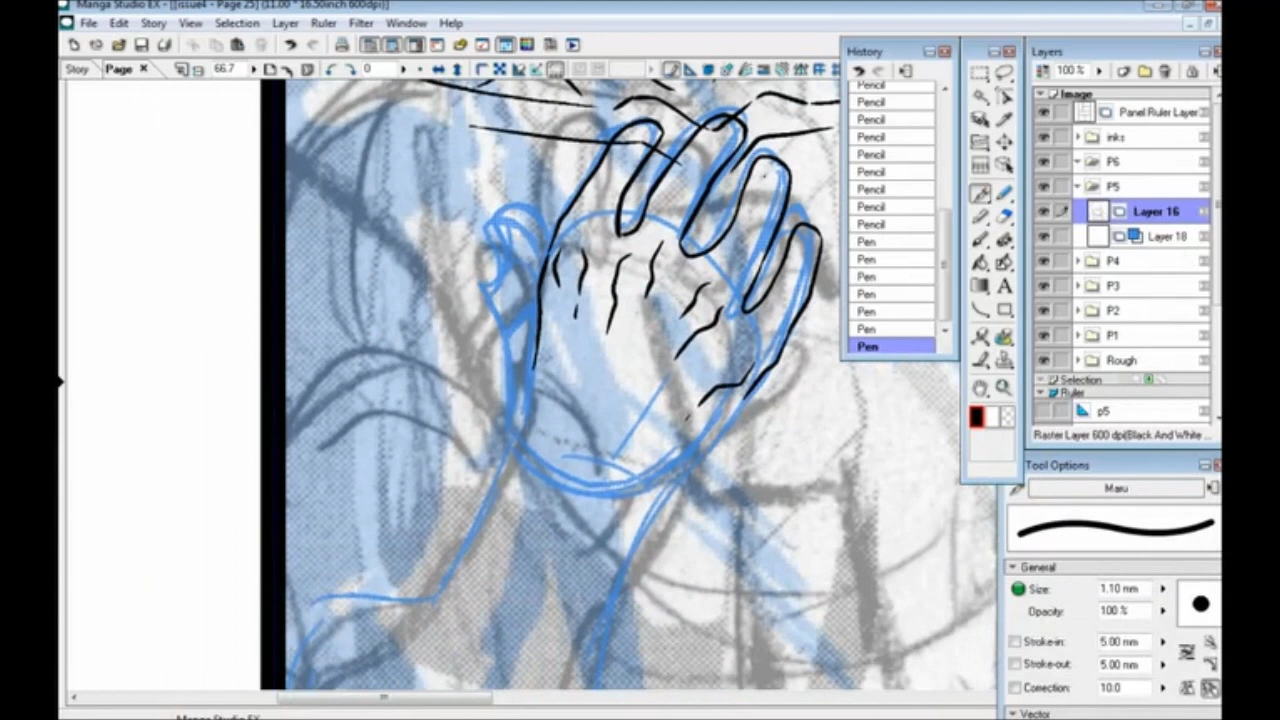 Manga Studio EX - [[issue4 - Page 25] (11.00 * 16.50inch 600dpi)]
File Edit Story View Selection Layer Ruler Filter Window Help
Story Page 66.7 0
History
Pencil
Pencil
Pencil
Pencil
Pencil
Pencil
Pencil
Pencil
Pencil
Pen
Pen
Pen
Pen
Pen
Pen
Pen
Layers
100 %
Image
Panel Ruler Layer
inks
P6
P5
Layer 16
Layer 18
P4
P3
P2
P1
Rough
Selection
Ruler
p5
Raster Layer 600 dpi(Black And White ...
A
Tool Options
Maru
General
Size: 1.10 mm
Opacity: 100 %
Stroke-in: 5.00 mm
Stroke-out: 5.00 mm
Correction: 10.0
Vector
Manga Studio EX